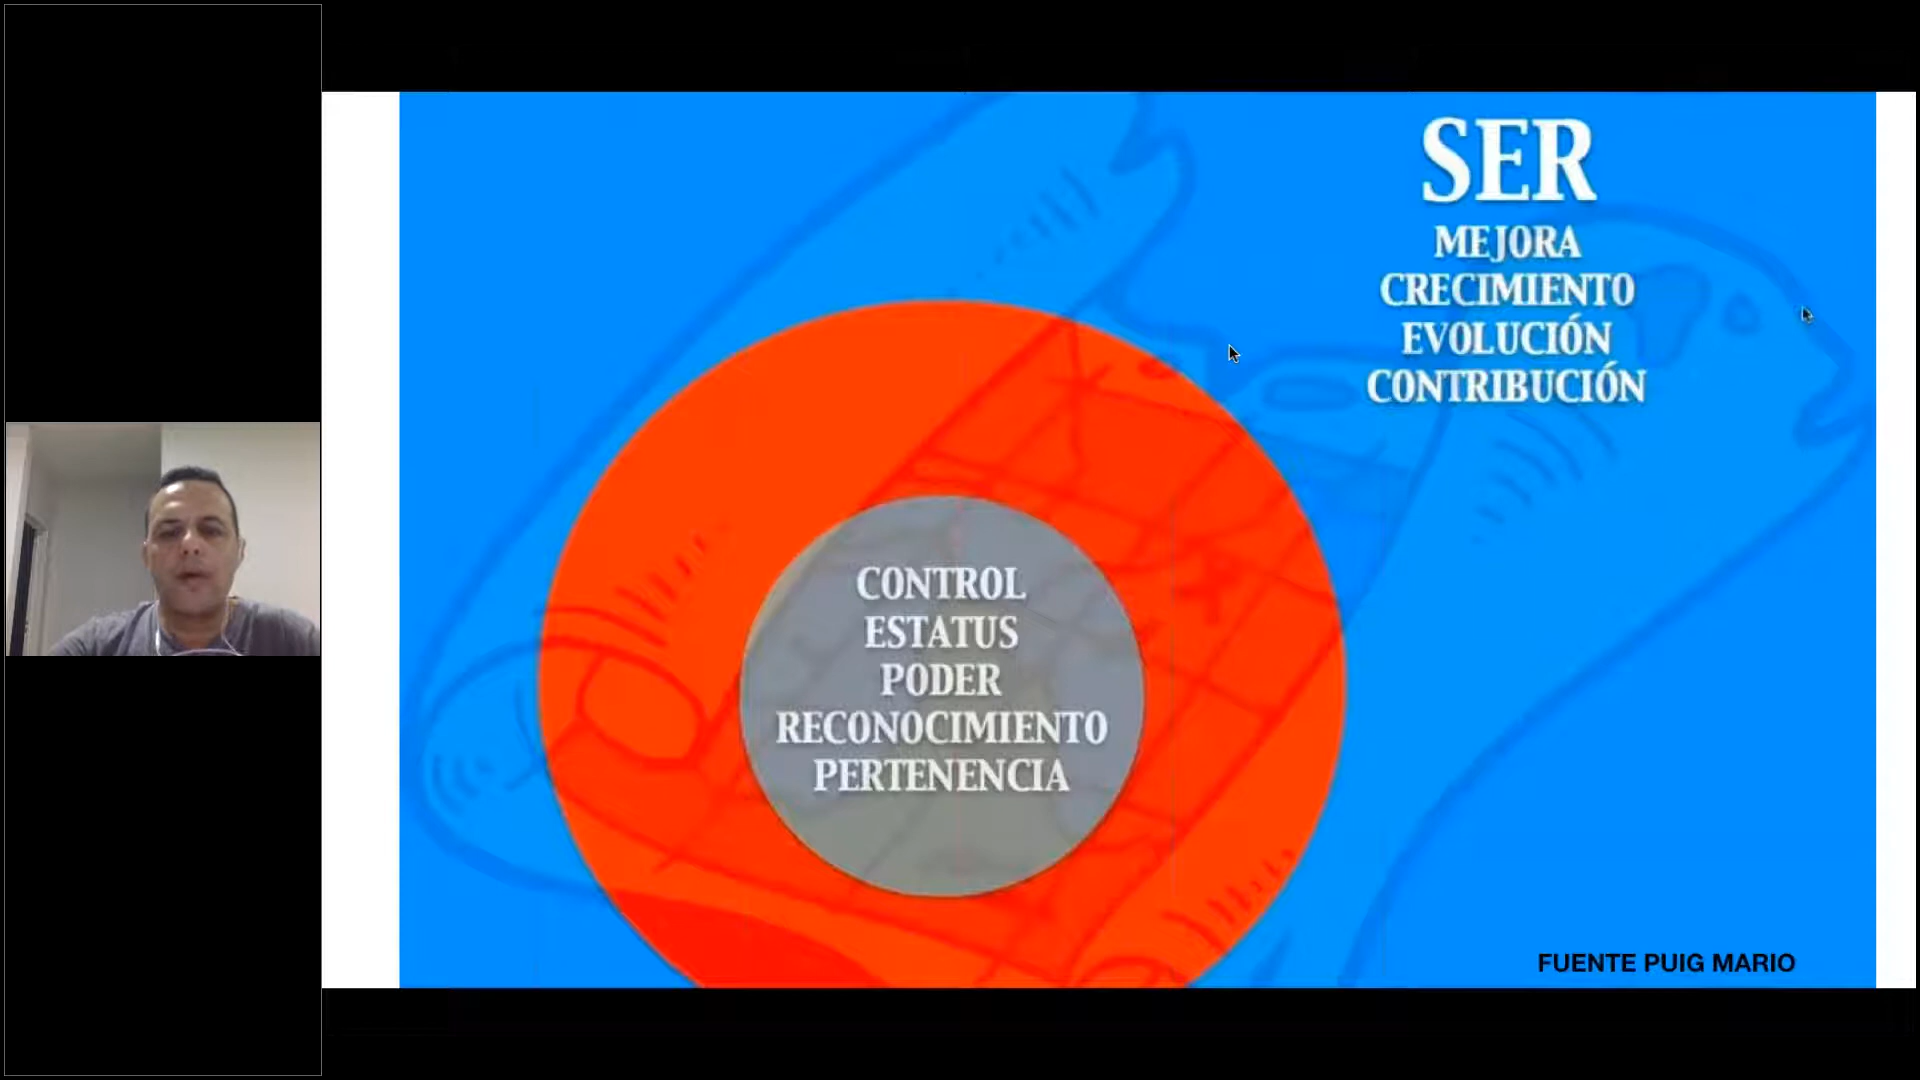 SER
MEJORA
CRECIMIENTO
EVOLUCIÓN
CONTRIBUCIÓN
CONTROL
ESTATUS
PODER
RECONOCIMIENTO
PERTENENCIA
FUENTE PUIG MARIO